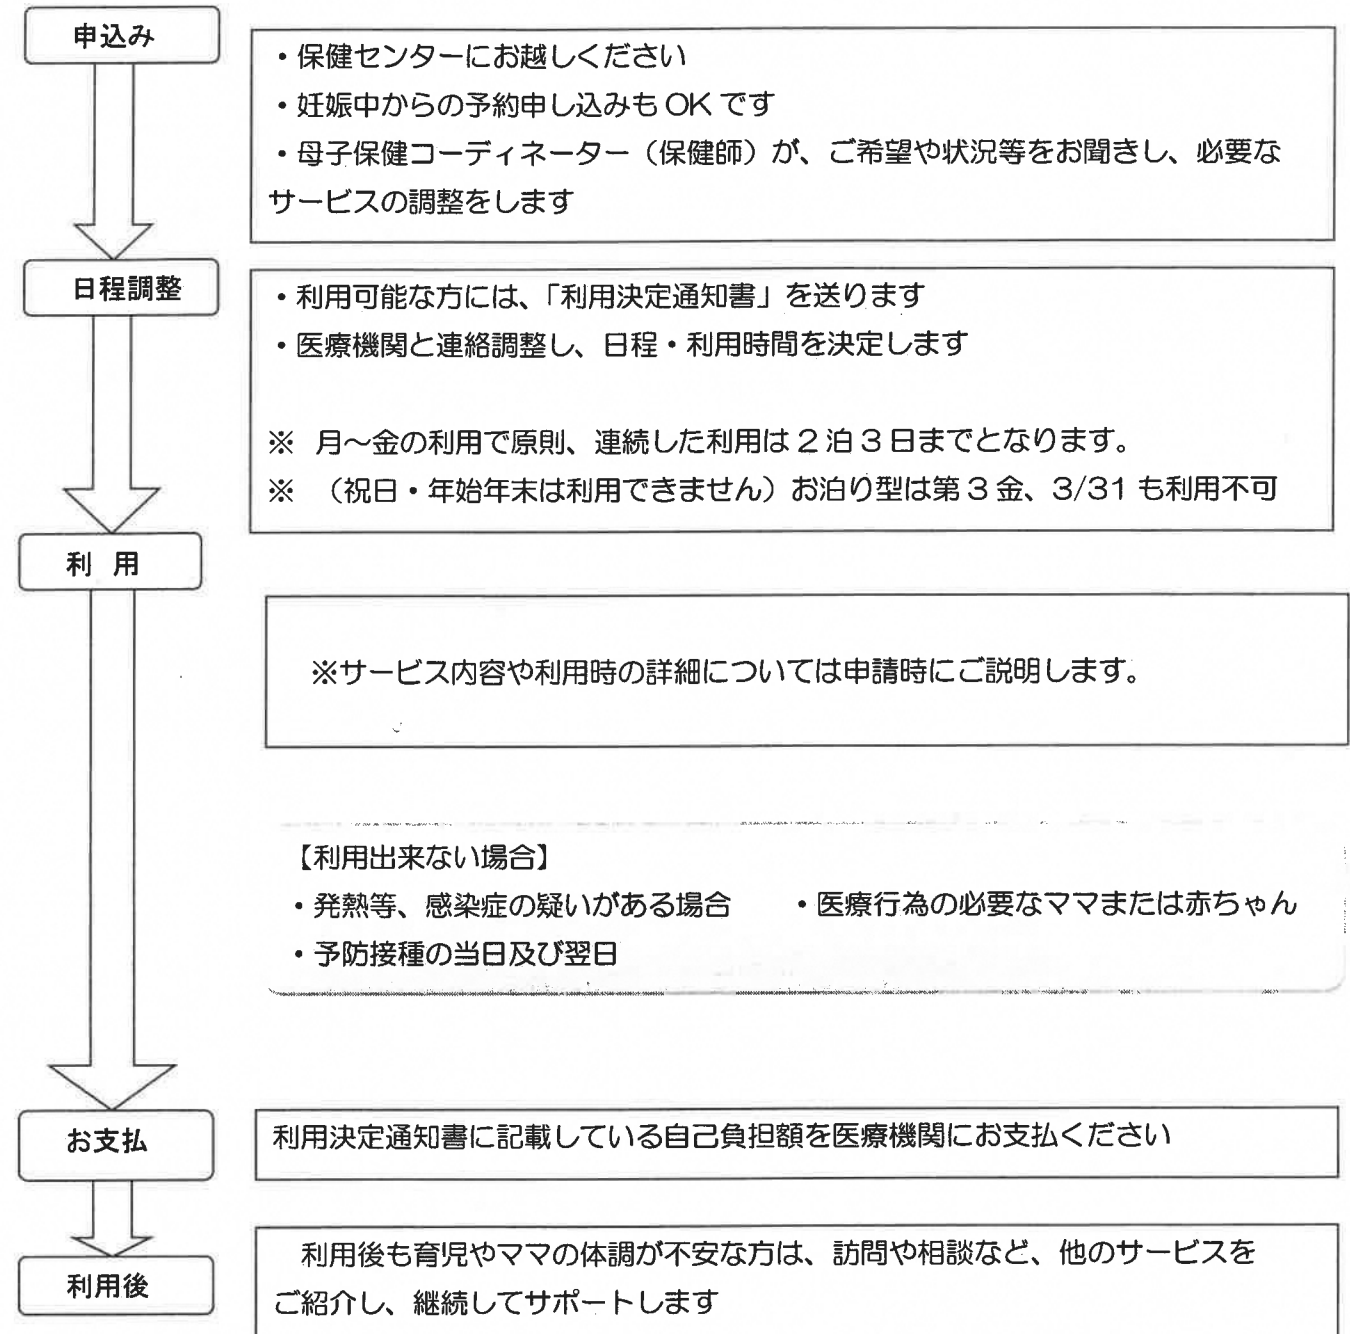 申込み
・保健センターにお越しください
・妊娠中からの予約申し込みも OK です
・母子保健コーディネーター（保健師）が、ご希望や状況等をお聞きし、必要な
サービスの調整をします
日程調整
・利用可能な方には、「利用決定通知書」を送ります
・医療機関と連絡調整し、日程・利用時間を決定します
※ 月～金の利用で原則、連続した利用は 2 泊 3 日までとなります。
※ （祝日・年始年末は利用できません）お泊り型は第 3 金、3/31 も利用不可
利 用
※サービス内容や利用時の詳細については申請時にご説明します。
【利用出来ない場合】
・発熱等、感染症の疑いがある場合 ・医療行為の必要なママまたは赤ちゃん
・予防接種の当日及び翌日
お支払
利用決定通知書に記載している自己負担額を医療機関にお支払ください
利用後
利用後も育児やママの体調が不安な方は、訪問や相談など、他のサービスを
ご紹介し、継続してサポートします